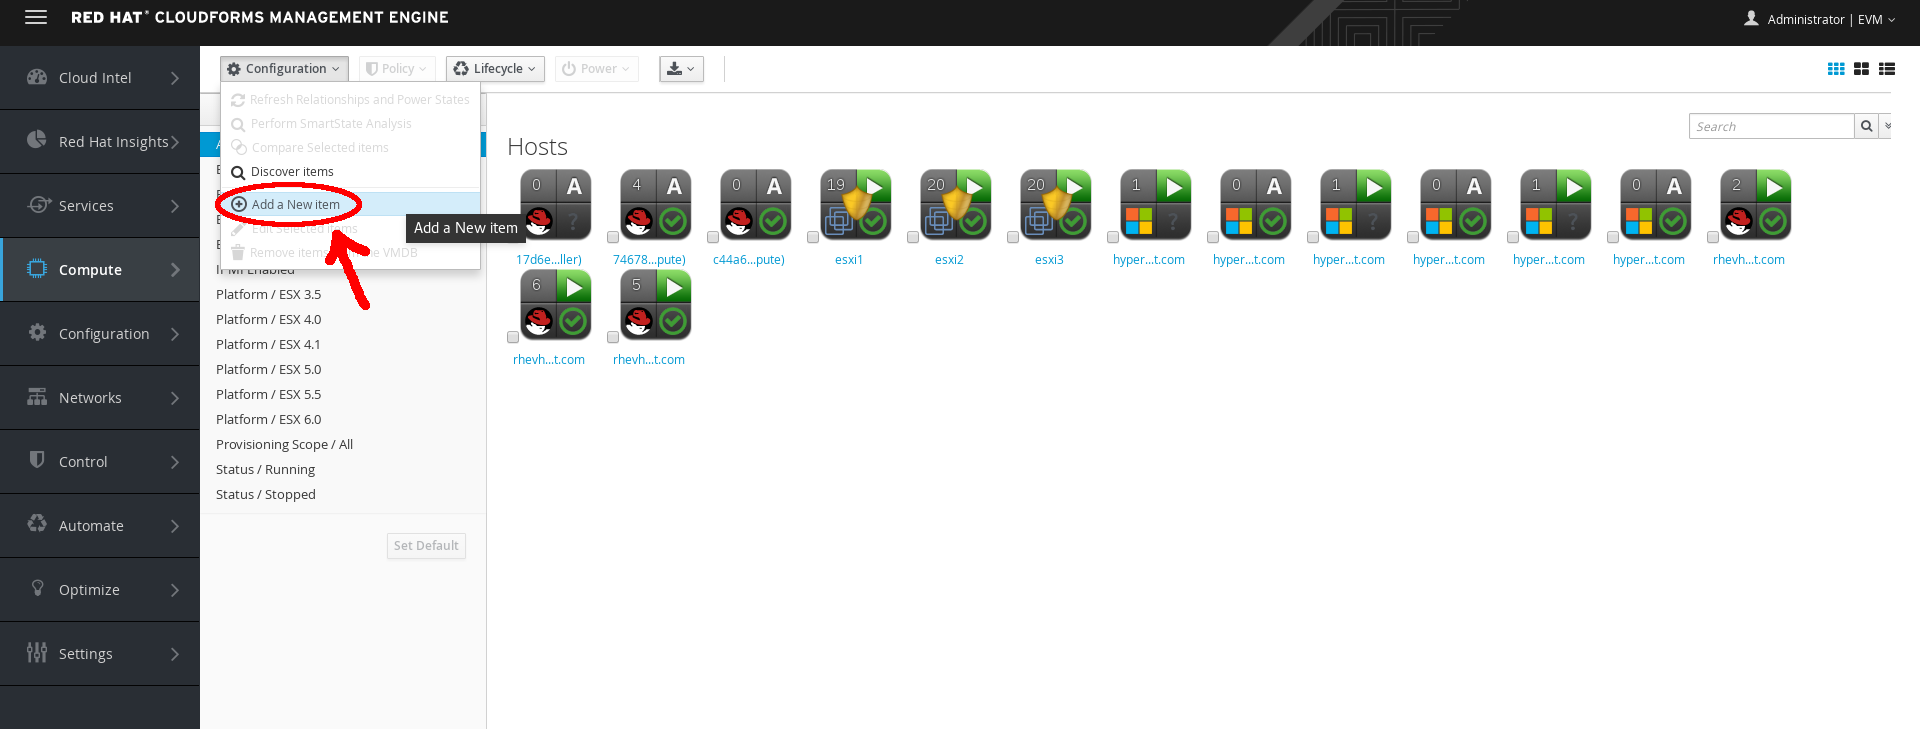 RED HAT® CLOUDFORMS MANAGEMENT ENGINE
Administrator | EVM
Cloud Intel
Red Hat Insights
Services
Compute
Configuration
Networks
Control
Automate
Optimize
Settings
Configuration
Policy
Lifecycle
Power
Refresh Relationships and Power States
Perform SmartState Analysis
Compare Selected items
Discover items
Add a New item
Edit Selected items
Remove item VMDB
Add a New item
IPMI Enabled
Platform / ESX 3.5
Platform / ESX 4.0
Platform / ESX 4.1
Platform / ESX 5.0
Platform / ESX 5.5
Platform / ESX 6.0
Provisioning Scope / All
Status / Running
Status / Stopped
Set Default
Search
Hosts
0 A
4 A
0 A
19
20
20
1
0 A
1
0 A
1
0 A
2
? ? ? ?
17d6e...ller) 74678...pute) c44a6...pute) esxi1 esxi2 esxi3 hyper...t.com hyper...t.com hyper...t.com hyper...t.com hyper...t.com hyper...t.com rhevh...t.com
6
5
rhevh...t.com rhevh...t.com